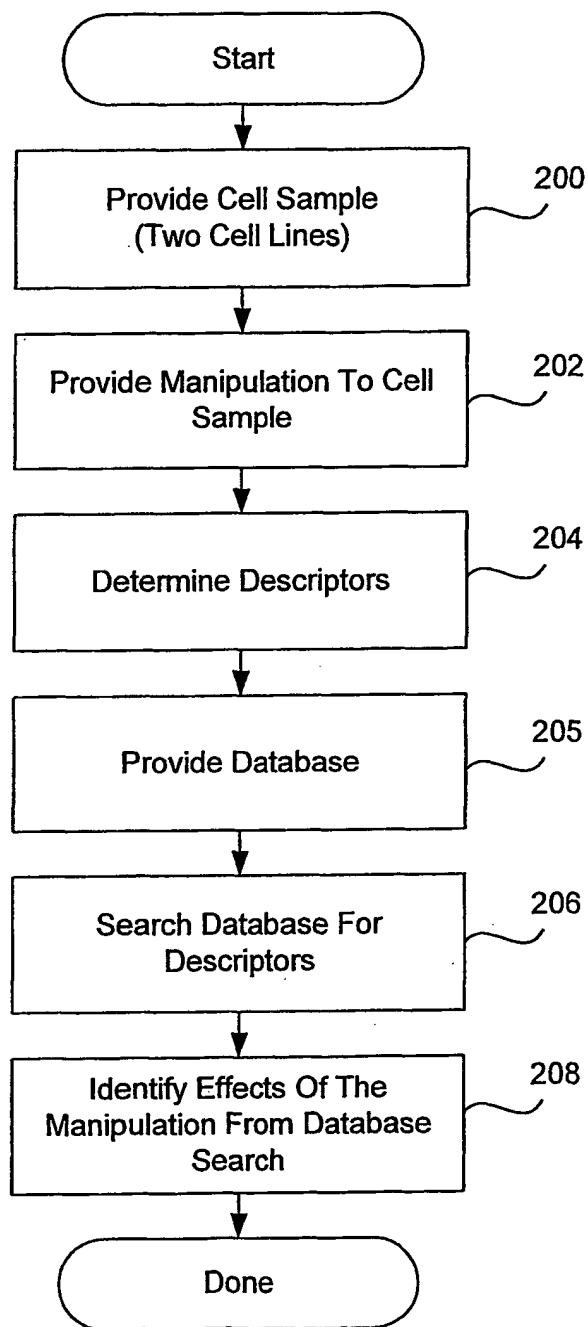 Start
Provide Cell Sample
(Two Cell Lines)
200
Provide Manipulation To Cell
Sample
202
Determine Descriptors
204
Provide Database
205
Search Database For
Descriptors
206
Identify Effects Of The
Manipulation From Database
Search
208
Done